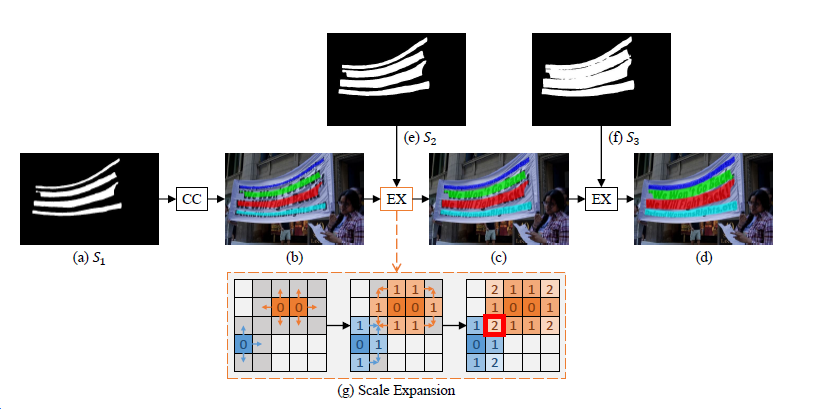 (e) S2
(f) S3
CC
EX
EX
(a) S1
(b)
(c)
(d)
0 0
0
1 1
1 0 0 1
1 1 1
0 1
1
2 1 1 2
1 0 0 1
1 2 1 1 2
0 1
1 2
(g) Scale Expansion